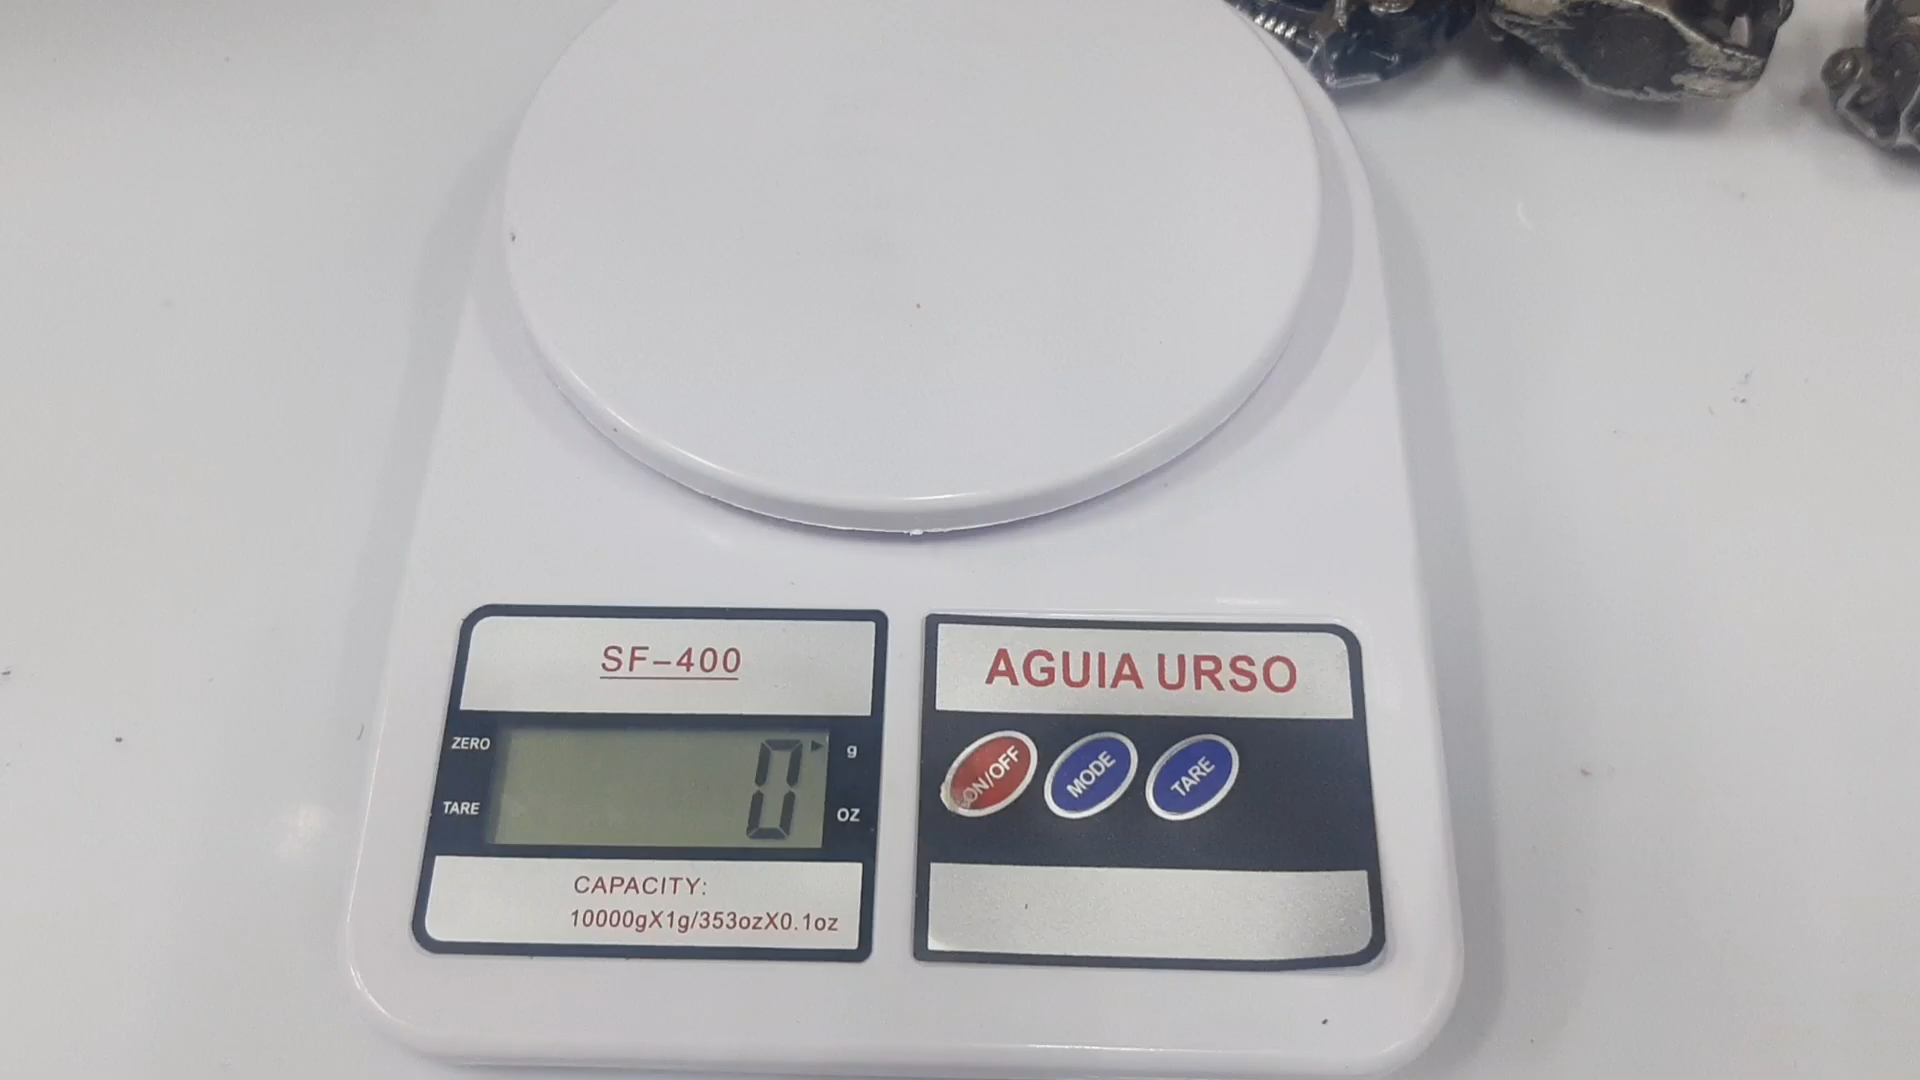 SF-400
ZERO
TARE
0
g
OZ
CAPACITY:
10000gX1g/353ozX0.1oz
AGUIA URSO
ON/OFF
MODE
TARE